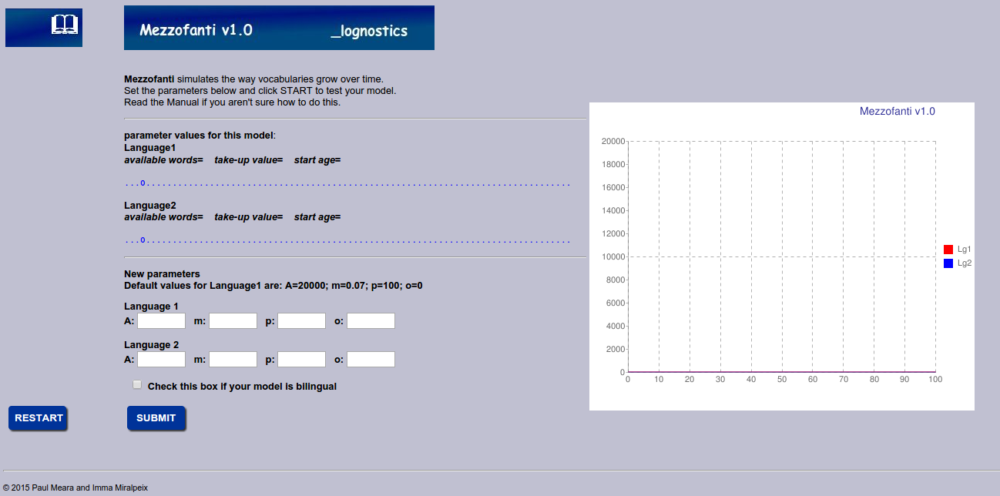 Mezzofanti v1.0 _lognostics
Mezzofanti simulates the way vocabularies grow over time.
Set the parameters below and click START to test your model.
Read the Manual if you aren't sure how to do this.
parameter values for this model:
Language1
available words= take-up value= start age=
...o..................................................................................
Language2
available words= take-up value= start age=
...o..................................................................................
New parameters
Default values for Language1 are: A=20000; m=0.07; p=100; o=0
Language 1
A: m: p: o:
Language 2
A: m: p: o:
Check this box if your model is bilingual
RESTART SUBMIT
Mezzofanti v1.0
20000
18000
16000
14000
12000
10000
8000
6000
4000
2000
0
0 10 20 30 40 50 60 70 80 90 100
Lg1
Lg2
© 2015 Paul Meara and Imma Miralpeix